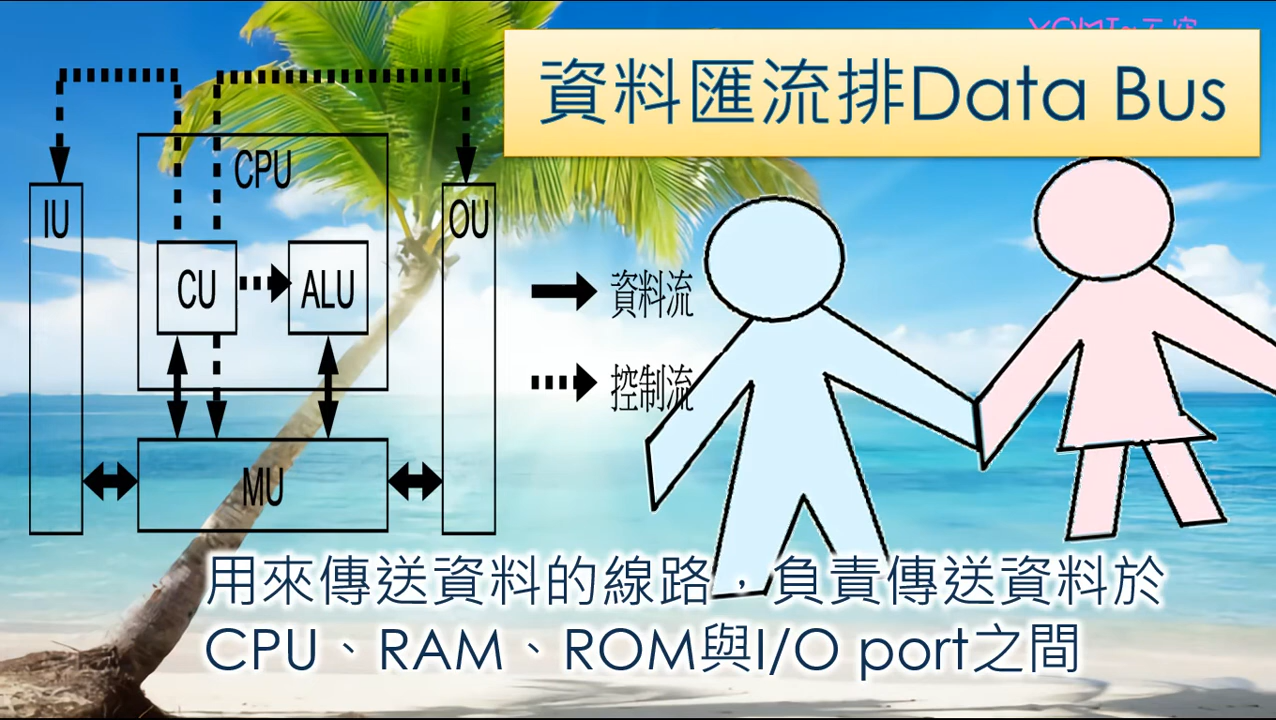 資料匯流排Data Bus
CPU
IU
OU
CU
ALU
資料流
控制流
MU
用來傳送資料的線路，負責傳送資料於
CPU、RAM、ROM與I/O port之間